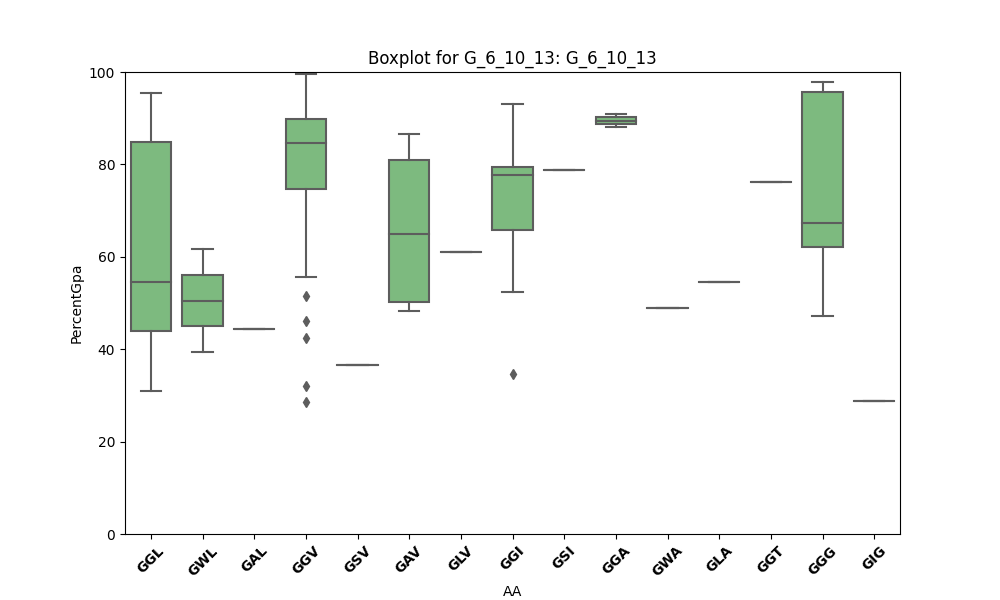 Boxplot for G_6_10_13: G_6_10_13
100
80
60
40
20
0
PercentGpa
GGL GWL GAL GGV GSV GAV GLV GGI GSI GGA GWA GLA GGT GGG GIG
AA